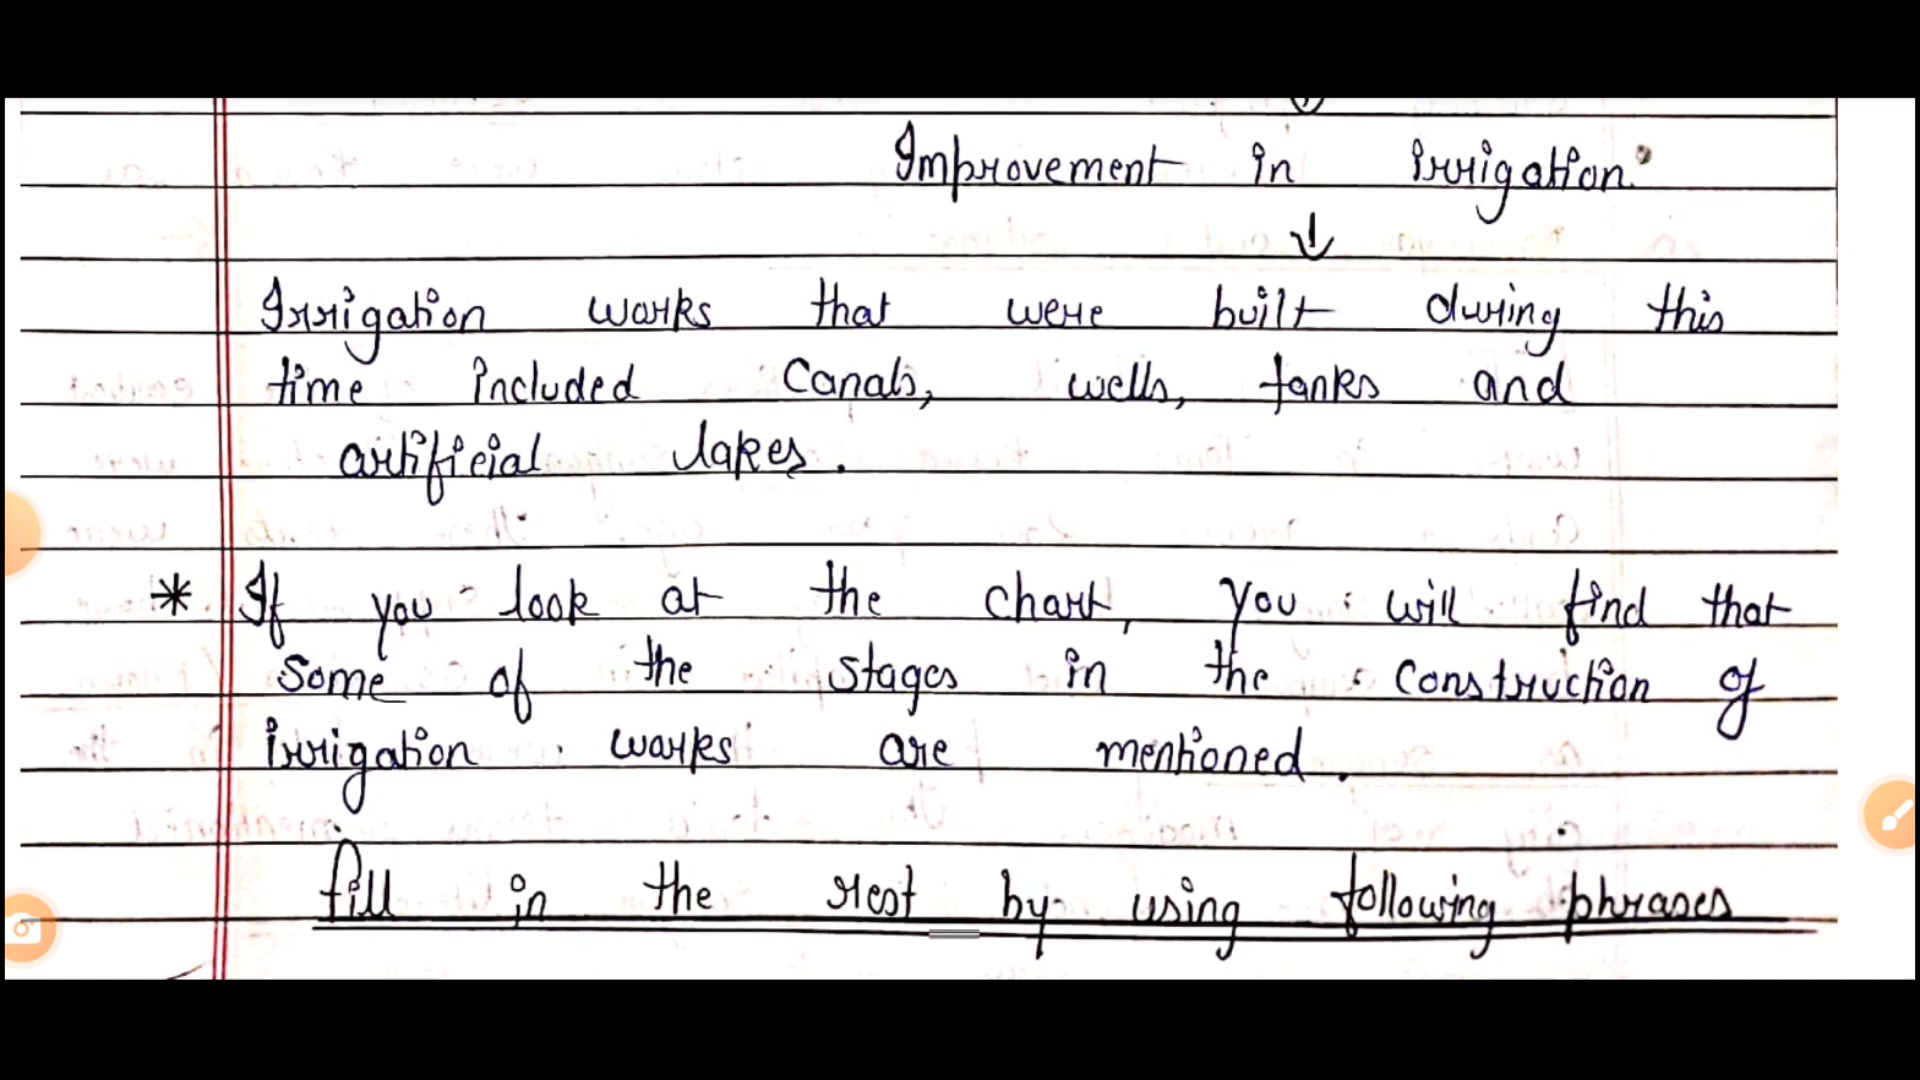 Improvement in irrigation.
Irrigation works that were built during this
time included Canals, wells, tanks and
artificial lakes.
* If you look at the chart, you will find that
Some of the stages in the construction of
irrigation works are mentioned.
fill in the rest by using following phrases